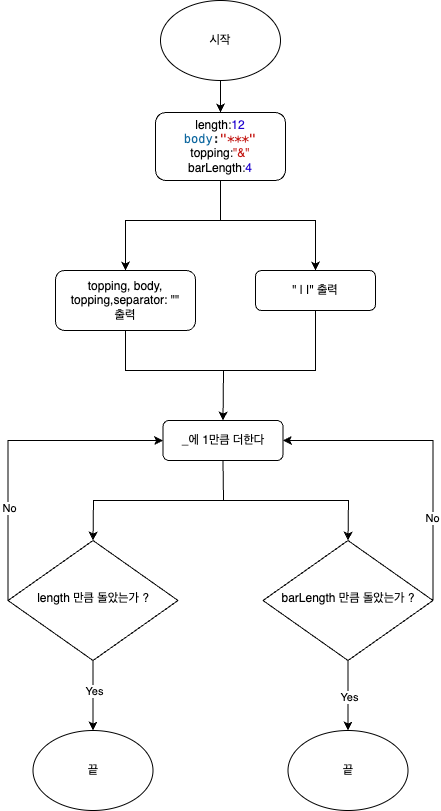 시작
length:12
body:"***"
topping:"&"
barLength:4
topping, body,
topping,separator: ""
출력
" | |" 출력
_에 1만큼 더한다
No
No
length 만큼 돌았는가 ?
barLength 만큼 돌았는가 ?
Yes
Yes
끝
끝